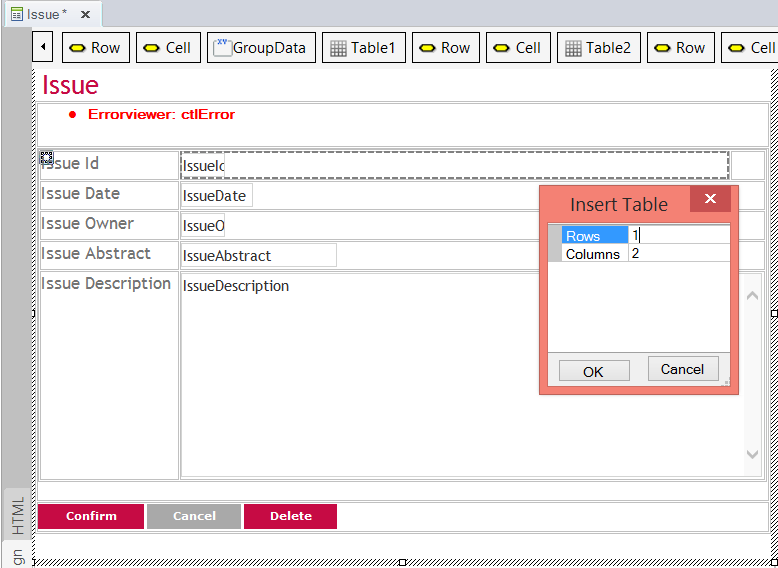 Issue *
Row Cell GroupData Table1 Row Cell Table2 Row Cell
Issue
Errorviewer: ctlError
Issue Id IssueId
Issue Date IssueDate
Issue Owner IssueO
Issue Abstract IssueAbstract
Issue Description IssueDescription
Insert Table
Rows 1
Columns 2
OK Cancel
Confirm Cancel Delete
HTML
gn